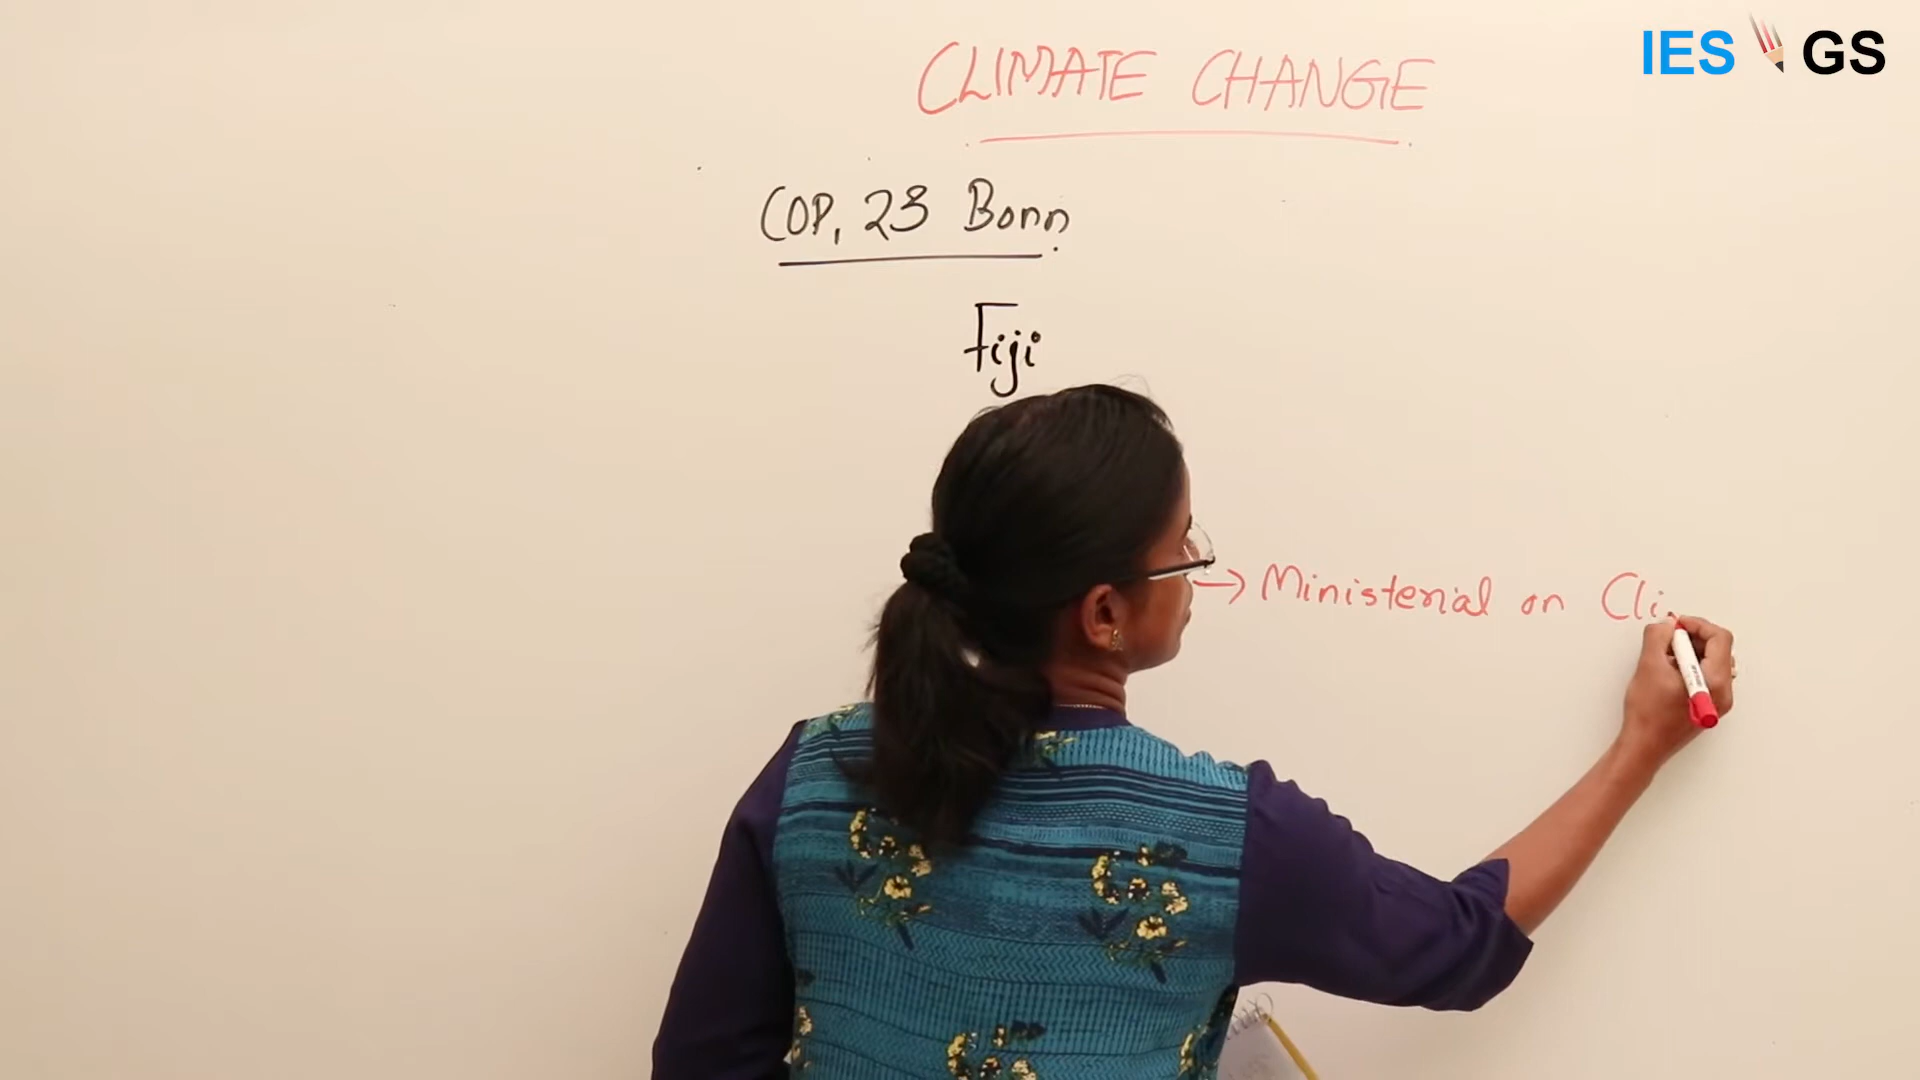 IES GS
CLIMATE CHANGE
COP, 23 Bonn
Fiji
→ Ministerial on Cli